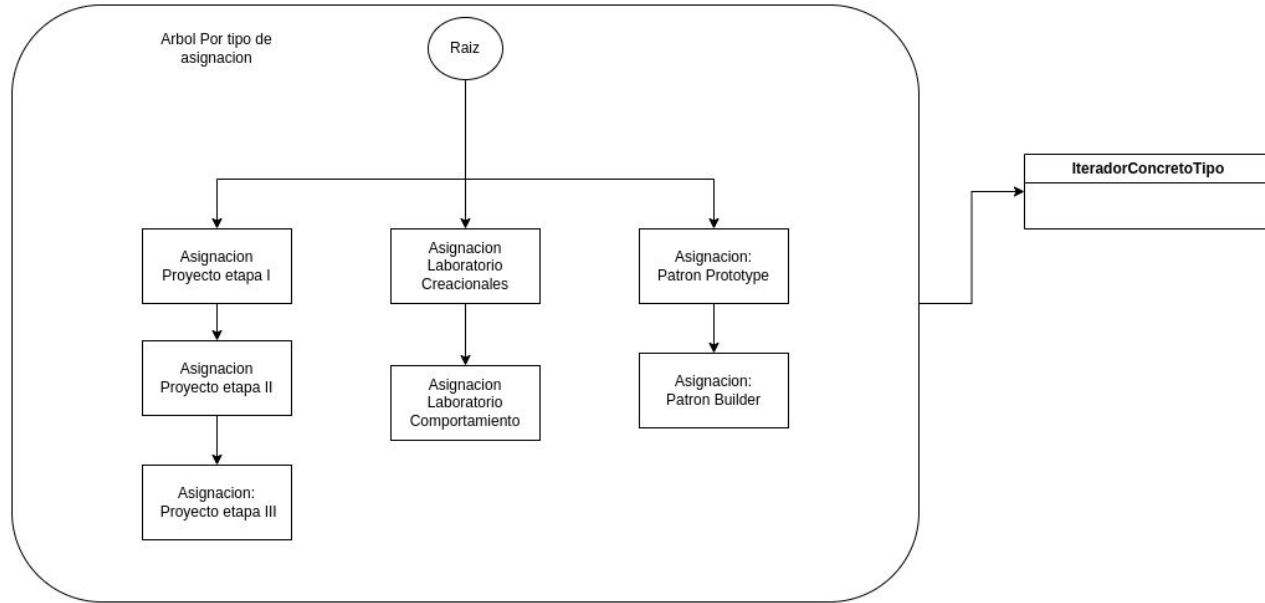 Arbol Por tipo de
asignacion
Raiz
IteradorConcretoTipo
Asignacion
Proyecto etapa I
Asignacion
Laboratorio
Creacionales
Asignacion:
Patron Prototype
Asignacion
Proyecto etapa II
Asignacion
Laboratorio
Comportamiento
Asignacion:
Patron Builder
Asignacion:
Proyecto etapa III